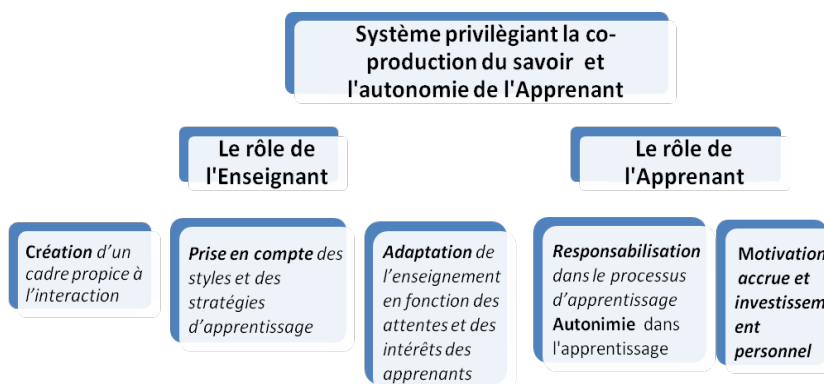 Système privilègiant la co-
production du savoir et
l'autonomie de l'Apprenant
Le rôle de
l'Enseignant
Le rôle de
l'Apprenant
Création d’un
cadre propice à
l’interaction
Prise en compte des
styles et des
stratégies
d’apprentissage
Adaptation de
l’enseignement
en fonction des
attentes et des
intérêts des
apprenants
Responsabilisation
dans le processus
d’apprentissage
Autonimie dans
l'apprentissage
Motivation
accrue et
investissem
ent
personnel